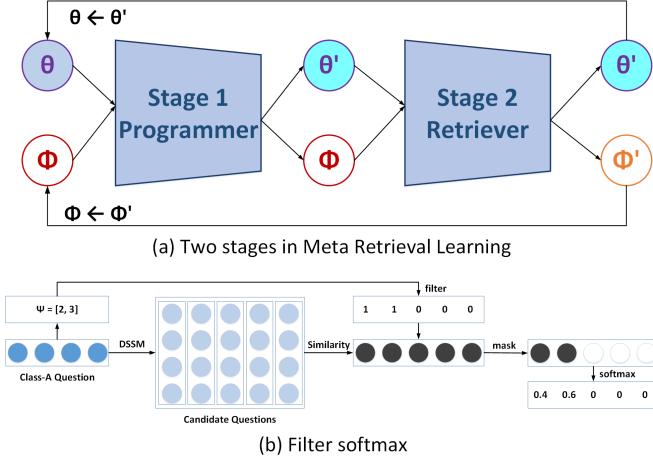 θ ← θ'
θ
Stage 1
Programmer
θ'
Stage 2
Retriever
θ'
Φ
Φ
Φ'
Φ ← Φ'
(a) Two stages in Meta Retrieval Learning
filter
Ψ = [2, 3]
1 1 0 0 0
DSSM
Similarity
mask
Class-A Question
softmax
0.4 0.6 0 0 0
Candidate Questions
(b) Filter softmax